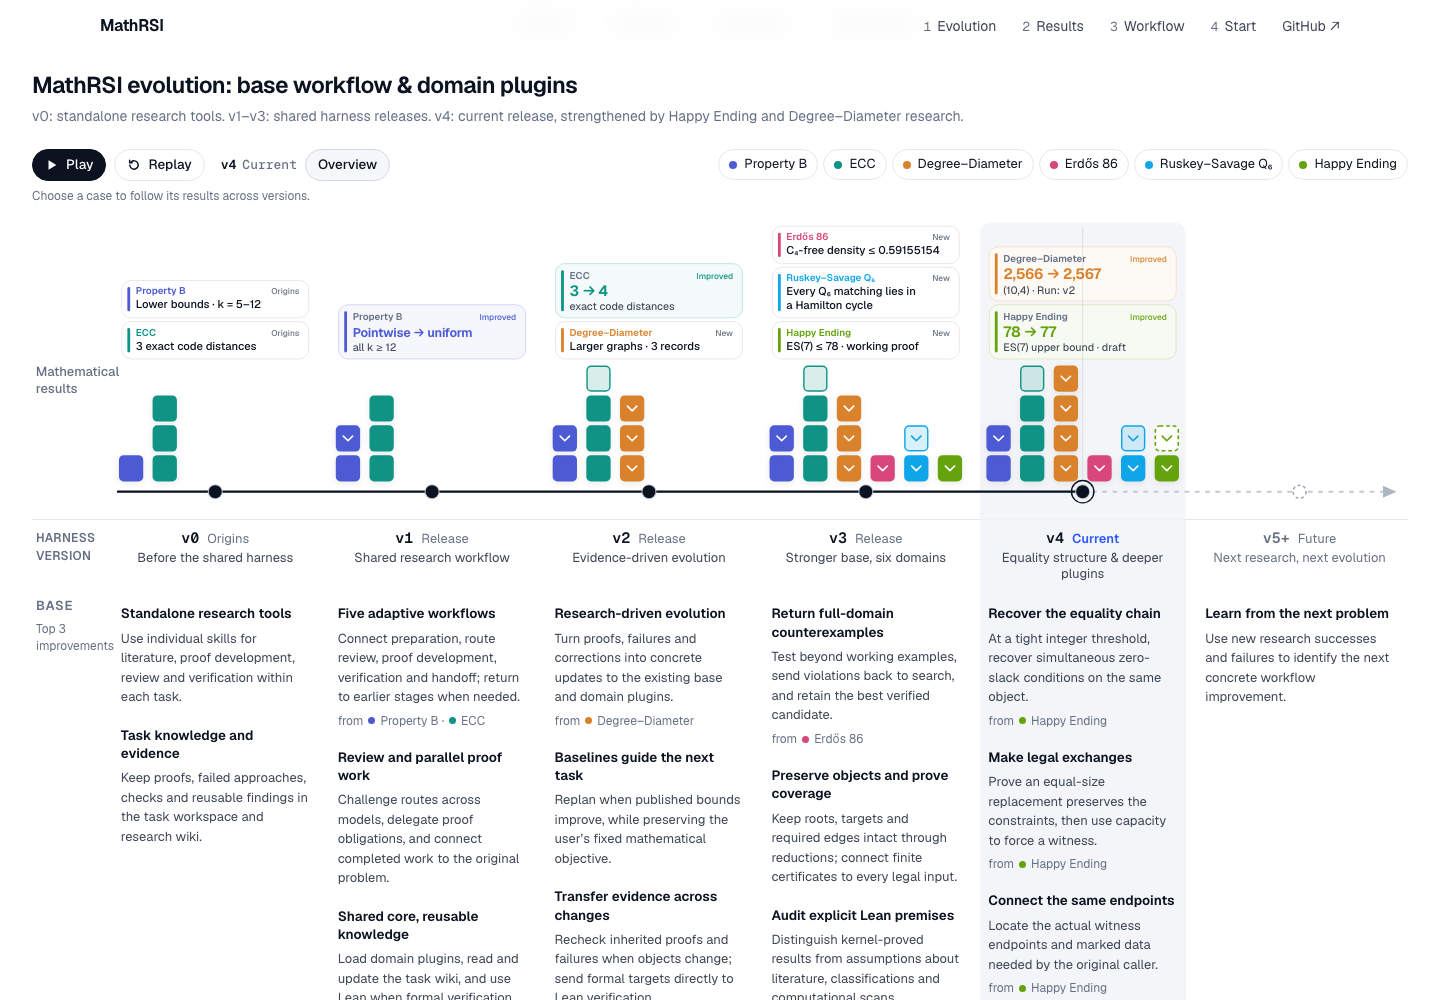 MathRSI
1 Evolution
2 Results
3 Workflow
4 Start
GitHub ↗
MathRSI evolution: base workflow & domain plugins
v0: standalone research tools. v1–v3: shared harness releases. v4: current release, strengthened by Happy Ending and Degree–Diameter research.
Play
Replay
v4 Current
Overview
Property B
ECC
Degree–Diameter
Erdős 86
Ruskey–Savage Q₆
Happy Ending
Choose a case to follow its results across versions.
Property B Origins
Lower bounds · k = 5–12
ECC Origins
3 exact code distances
Property B Improved
Pointwise → uniform
all k ≥ 12
ECC Improved
3 → 4
exact code distances
Degree–Diameter New
Larger graphs · 3 records
Erdős 86 New
C₄-free density ≤ 0.59155154
Ruskey–Savage Q₆ New
Every Q₆ matching lies in
a Hamilton cycle
Happy Ending New
ES(7) ≤ 78 · working proof
Degree–Diameter Improved
2,566 → 2,567
(10,4) · Run: v2
Happy Ending Improved
78 → 77
ES(7) upper bound · draft
Mathematical
results
HARNESS
VERSION
v0 Origins
Before the shared harness
v1 Release
Shared research workflow
v2 Release
Evidence-driven evolution
v3 Release
Stronger base, six domains
v4 Current
Equality structure & deeper
plugins
v5+ Future
Next research, next evolution
BASE
Top 3
improvements
Standalone research tools
Use individual skills for
literature, proof development,
review and verification within
each task.
Task knowledge and
evidence
Keep proofs, failed approaches,
checks and reusable findings in
the task workspace and
research wiki.
Five adaptive workflows
Connect preparation, route
review, proof development,
verification and handoff; return
to earlier stages when needed.
from Property B · ECC
Review and parallel proof
work
Challenge routes across
models, delegate proof
obligations, and connect
completed work to the original
problem.
Shared core, reusable
knowledge
Load domain plugins, read and
update the task wiki, and use
Lean when formal verification
Research-driven evolution
Turn proofs, failures and
corrections into concrete
updates to the existing base
and domain plugins.
from Degree–Diameter
Baselines guide the next
task
Replan when published bounds
improve, while preserving the
user’s fixed mathematical
objective.
Transfer evidence across
changes
Recheck inherited proofs and
failures when objects change;
send formal targets directly to
Lean verification.
Return full-domain
counterexamples
Test beyond working examples,
send violations back to search,
and retain the best verified
candidate.
from Erdős 86
Preserve objects and prove
coverage
Keep roots, targets and
required edges intact through
reductions; connect finite
certificates to every legal input.
Audit explicit Lean premises
Distinguish kernel-proved
results from assumptions about
literature, classifications and
computational scans.
Recover the equality chain
At a tight integer threshold,
recover simultaneous zero-
slack conditions on the same
object.
from Happy Ending
Make legal exchanges
Prove an equal-size
replacement preserves the
constraints, then use capacity
to force a witness.
from Happy Ending
Connect the same endpoints
Locate the actual witness
endpoints and marked data
needed by the original caller.
from Happy Ending
Learn from the next problem
Use new research successes
and failures to identify the next
concrete workflow
improvement.